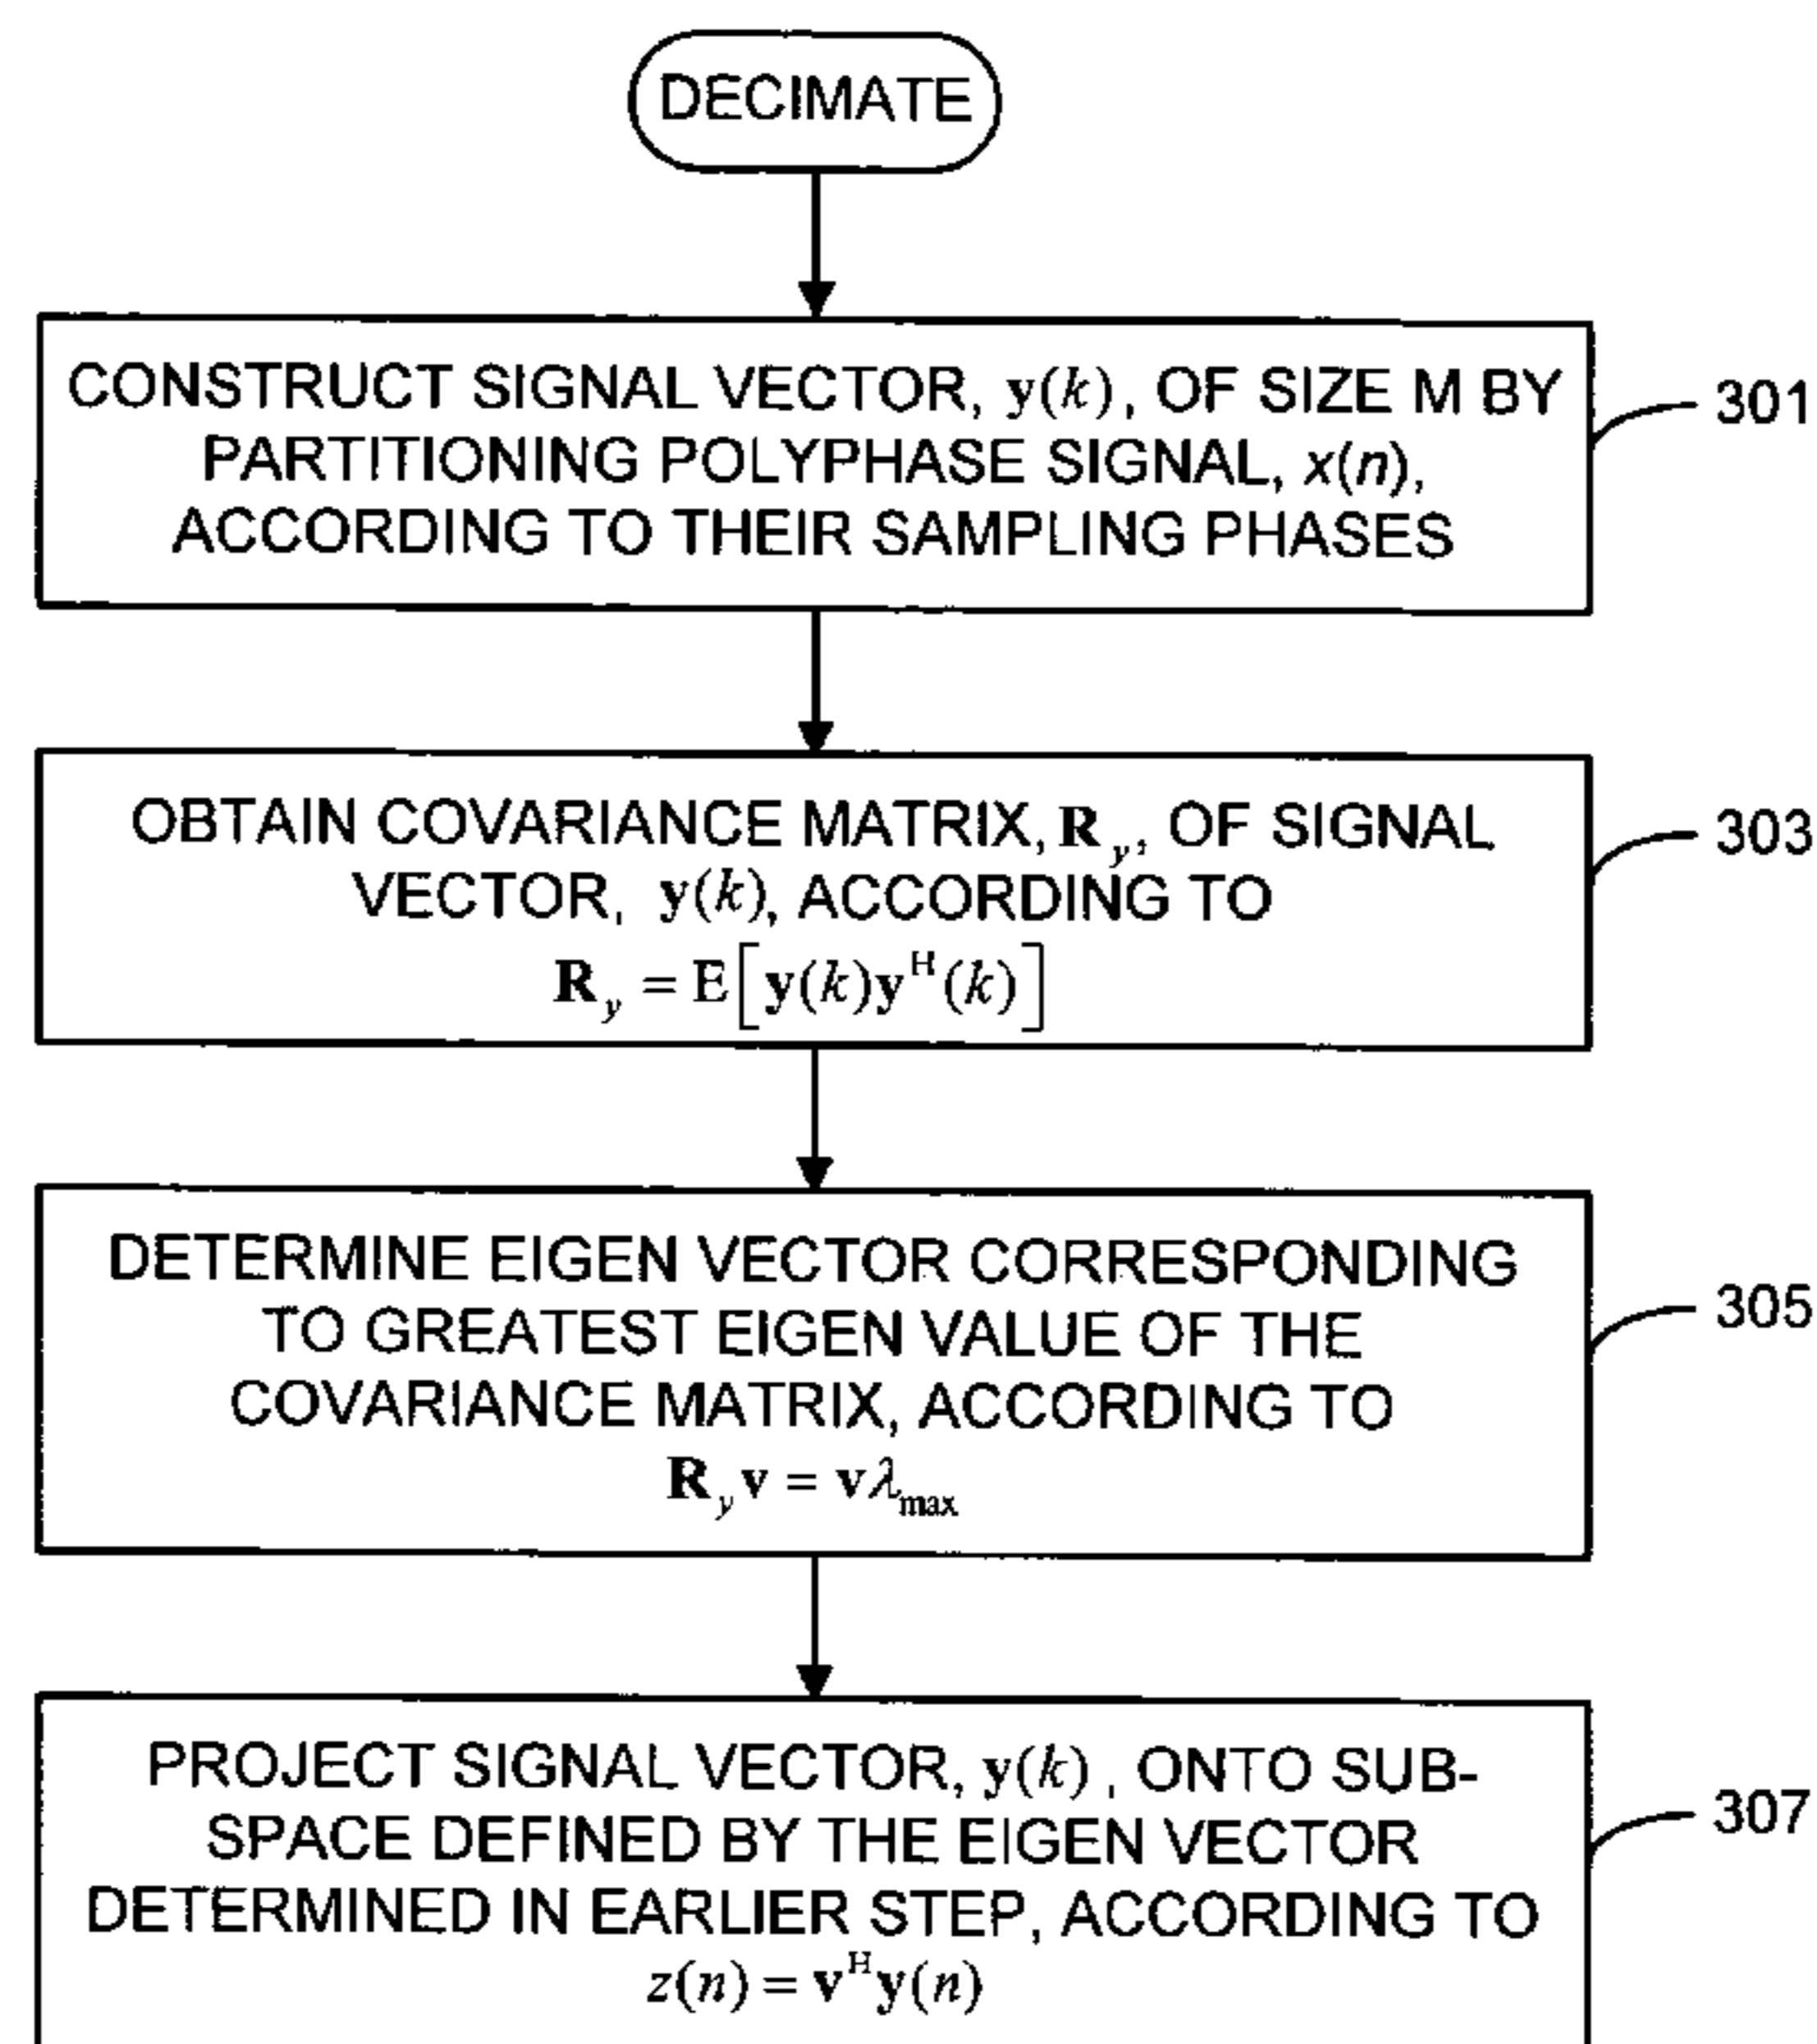 DECIMATE
CONSTRUCT SIGNAL VECTOR, y(k), OF SIZE M BY
PARTITIONING POLYPHASE SIGNAL, x(n),
ACCORDING TO THEIR SAMPLING PHASES
301
OBTAIN COVARIANCE MATRIX, R_y, OF SIGNAL
VECTOR, y(k), ACCORDING TO
R_y = E[y(k)y^H(k)]
303
DETERMINE EIGEN VECTOR CORRESPONDING
TO GREATEST EIGEN VALUE OF THE
COVARIANCE MATRIX, ACCORDING TO
R_y v = vλ_max
305
PROJECT SIGNAL VECTOR, y(k), ONTO SUB-
SPACE DEFINED BY THE EIGEN VECTOR
DETERMINED IN EARLIER STEP, ACCORDING TO
z(n) = v^H y(n)
307